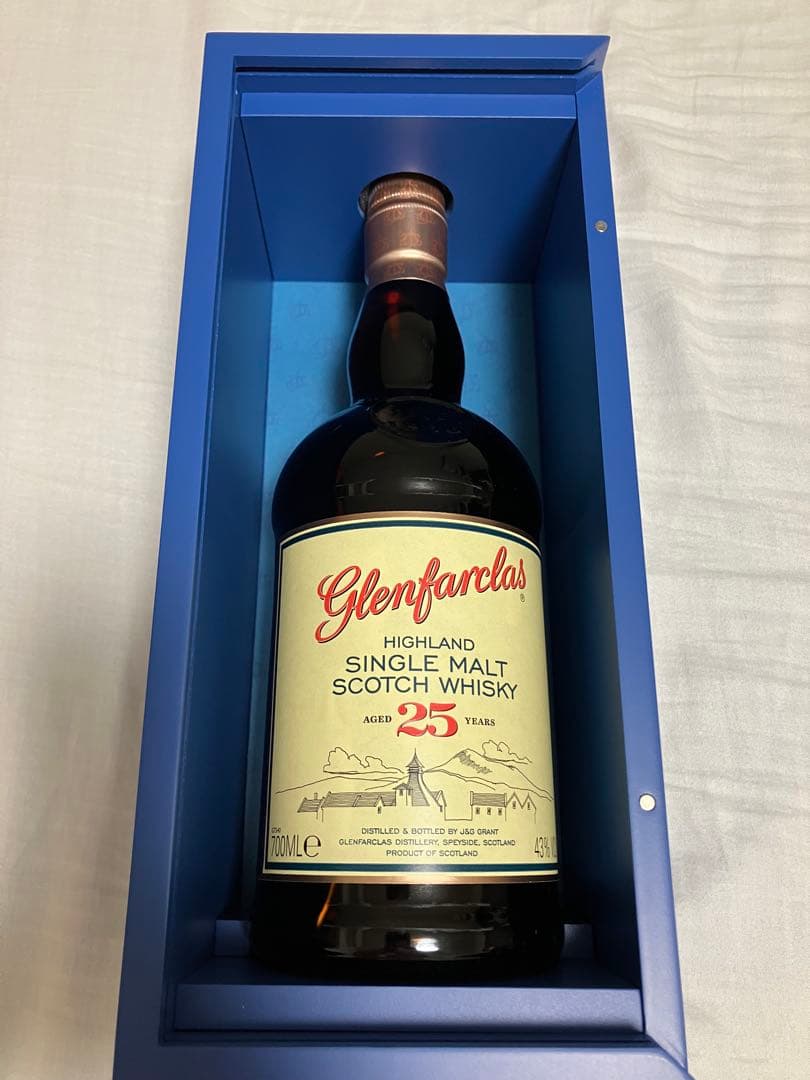 Glenfarclas®
HIGHLAND
SINGLE MALT
SCOTCH WHISKY
AGED 25 YEARS
DISTILLED & BOTTLED BY J&G GRANT
GLENFARCLAS DISTILLERY, SPEYSIDE, SCOTLAND
PRODUCT OF SCOTLAND
700ML℮ 43%